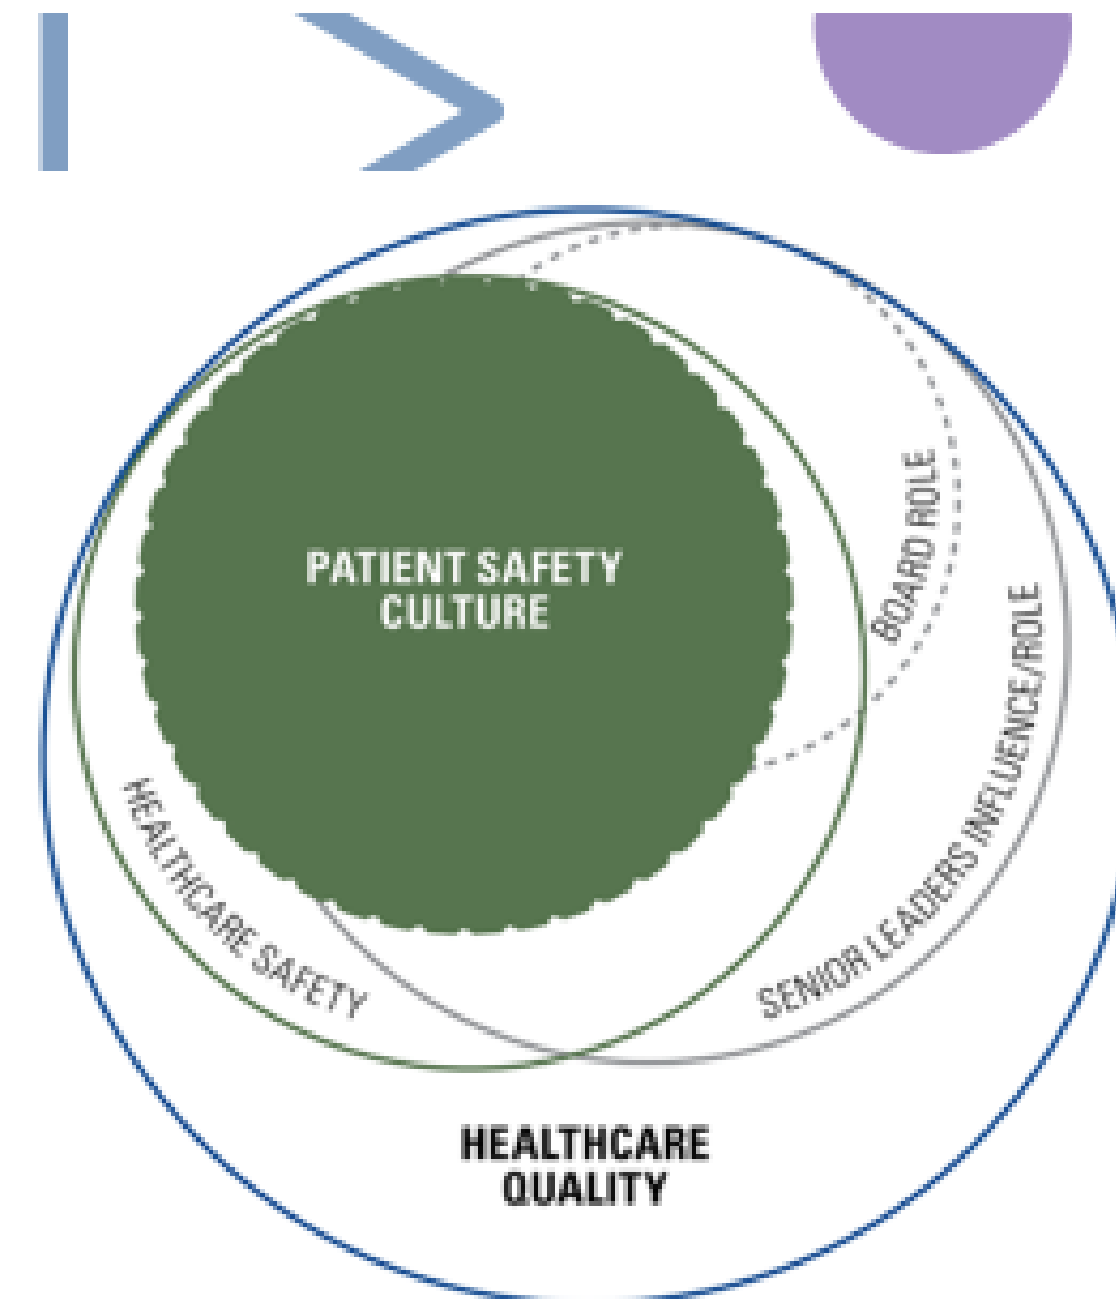 PATIENT SAFETY
CULTURE
BOARD ROLE
SENIOR LEADERS INFLUENCE/ROLE
HEALTHCARE SAFETY
HEALTHCARE
QUALITY